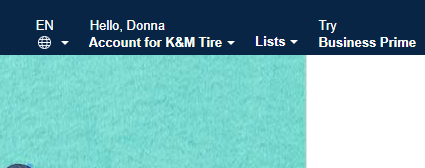 EN
Hello, Donna
Account for K&M Tire
Lists
Try
Business Prime